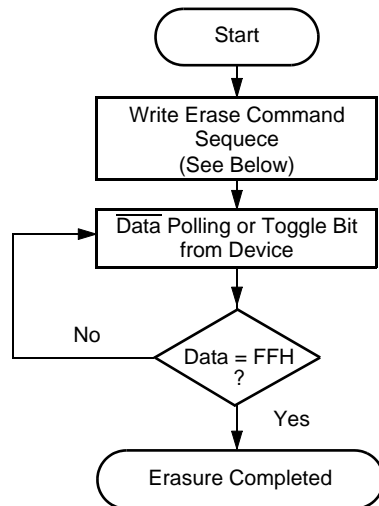 Start
Write Erase Command
Sequece
(See Below)
Data Polling or Toggle Bit
from Device
No
Data = FFH
?
Yes
Erasure Completed